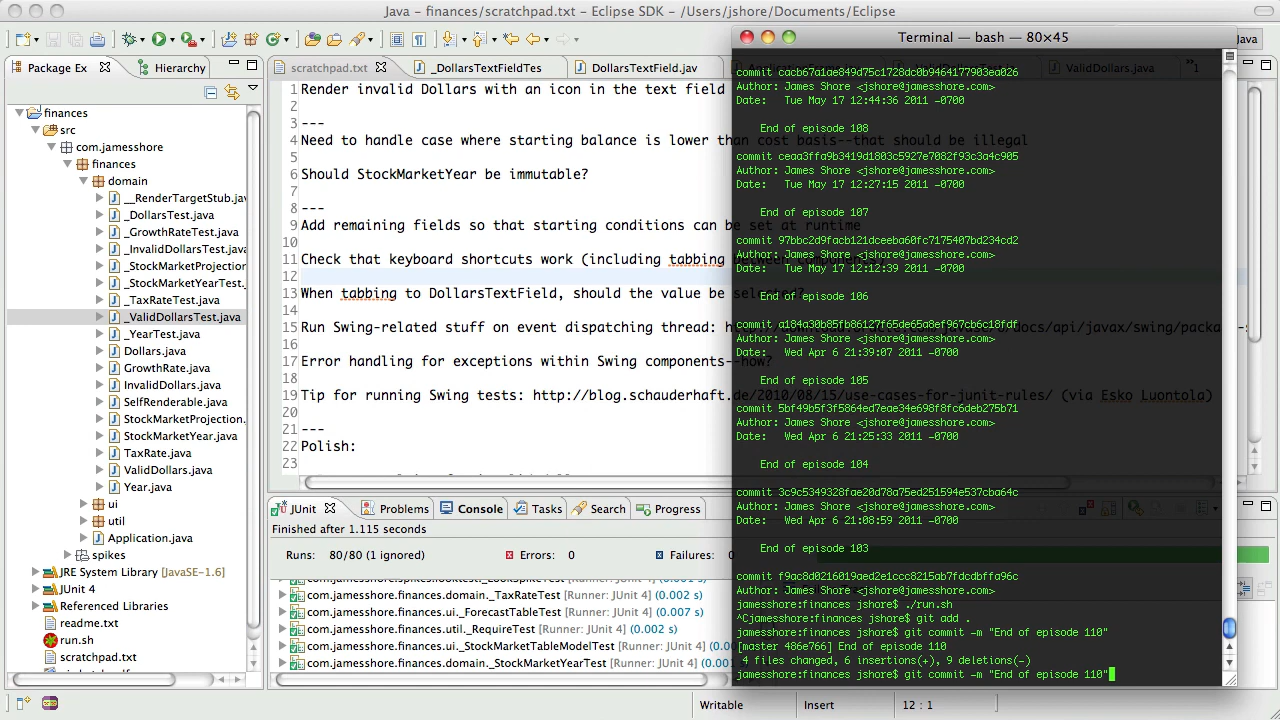 Java – finances/scratchpad.txt – Eclipse SDK – /Users/jshore/Documents/Eclipse
Terminal — bash — 80×45
Java
Package Ex
Hierarchy
scratchpad.txt
_DollarsTextField
DollarsTextField.jav
ValidDollars.java
1
finances
src
com.jamesshore
finances
domain
__RenderTargetStub.java
_DollarsTest.java
_GrowthRateTest.java
_InvalidDollarsTest.java
_StockMarketProjection
_StockMarketYearTest.
_TaxRateTest.java
_ValidDollarsTest.java
_YearTest.java
Dollars.java
GrowthRate.java
InvalidDollars.java
SelfRenderable.java
StockMarketProjection.
StockMarketYear.java
TaxRate.java
ValidDollars.java
Year.java
ui
util
Application.java
spikes
JRE System Library [JavaSE-1.6]
JUnit 4
Referenced Libraries
readme.txt
run.sh
scratchpad.txt
1 Render invalid Dollars with an icon in the text field
2
3 ---
4 Need to handle case where starting balance is lower than cost basis--that should be illegal
5
6 Should StockMarketYear be immutable?
7
8 ---
9 Add remaining fields so that starting conditions can be set at runtime
10
11 Check that keyboard shortcuts work (including tabbing between
12
13 When tabbing to DollarsTextField, should the value be selected?
14
15 Run Swing-related stuff on event dispatching thread:
16
17 Error handling for exceptions within Swing components--how?
18
19 Tip for running Swing tests: http://blog.schauderhaft.de/2010/08/15/use-cases-for-junit-rules/ (via Esko Luontola)
20
21 ---
22 Polish:
23
commit cacb67a1ae849d75c1728dc0b9464177903ea026
Author: James Shore <jshore@jamesshore.com>
Date:   Tue May 17 12:44:36 2011 -0700
End of episode 108
commit ceaa3ffa9b3419d1803c5927e7082f93c3a4c905
Author: James Shore <jshore@jamesshore.com>
Date:   Tue May 17 12:27:15 2011 -0700
End of episode 107
commit 97bbc2d9facb121dceeba60fc7175407bd234cd2
Author: James Shore <jshore@jamesshore.com>
Date:   Tue May 17 12:12:39 2011 -0700
End of episode 106
commit a184a30b85fb86127f65de65a8ef967cb6c18fdf
Author: James Shore <jshore@jamesshore.com>
Date:   Wed Apr 6 21:39:07 2011 -0700
End of episode 105
commit 5bf49b5f3f5864ed7eae34e698f8fc6deb275b71
Author: James Shore <jshore@jamesshore.com>
Date:   Wed Apr 6 21:25:33 2011 -0700
End of episode 104
commit 3c9c5349328fae20d78a75ed251594e537cba64c
Author: James Shore <jshore@jamesshore.com>
Date:   Wed Apr 6 21:08:59 2011 -0700
End of episode 103
commit f9ac8d0216019aed2e1ccc8215ab7fdcdbffa96c
Author: James Shore <jshore@jamesshore.com>
jamesshore:finances jshore$ ./run.sh
^Cjamesshore:finances jshore$ git add .
jamesshore:finances jshore$ git commit -m "End of episode 110"
[master 486e766] End of episode 110
4 files changed, 6 insertions(+), 9 deletions(-)
jamesshore:finances jshore$ git commit -m "End of episode 110"
JUnit
Problems
Console
Tasks
Search
Progress
Finished after 1.115 seconds
Runs: 80/80 (1 ignored)
Errors: 0
Failures:
com.jamesshore.finances.domain._TaxRateTest [Runner: JUnit 4] (0.002 s)
com.jamesshore.finances.ui._ForecastTableTest [Runner: JUnit 4] (0.007 s)
com.jamesshore.finances.util._RequireTest [Runner: JUnit 4] (0.002 s)
com.jamesshore.finances.ui._StockMarketTableModelTest [Runner: JUnit 4]
com.jamesshore.finances.domain._StockMarketYearTest [Runner: JUnit 4] (0.001
Writable
Insert
12 : 1